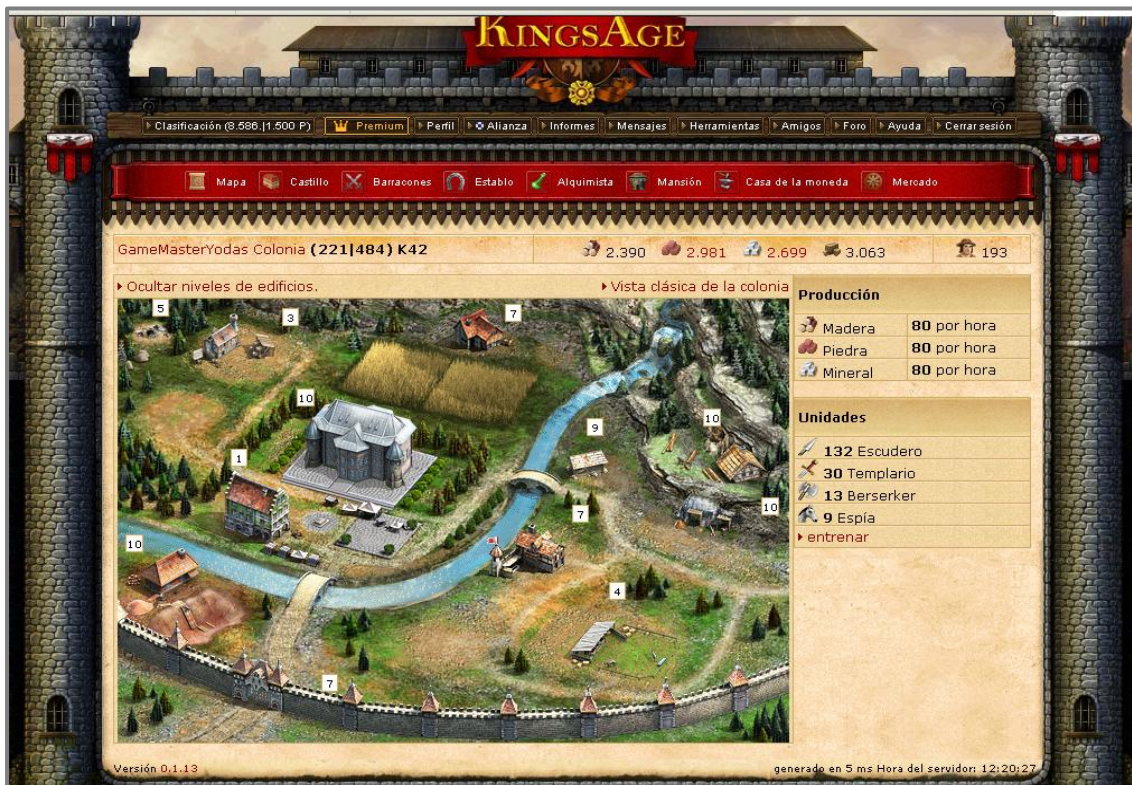 KINGSAGE
Clasificación (8.586.|1.500 P) Premium Perfil Alianza Informes Mensajes Herramientas Amigos Foro Ayuda Cerrar sesión
Mapa Castillo Barracones Establo Alquimista Mansión Casa de la moneda Mercado
GameMasterYodas Colonia (221|484) K42 2.390 2.981 2.699 3.063 193
Ocultar niveles de edificios. Vista clásica de la colonia
5
3
7
10
9
10
1
7
10
10
4
7
Producción
Madera 80 por hora
Piedra 80 por hora
Mineral 80 por hora
Unidades
132 Escudero
30 Templario
13 Berserker
9 Espía
entrenar
Versión 0.1.13 generado en 5 ms Hora del servidor: 12:20:27